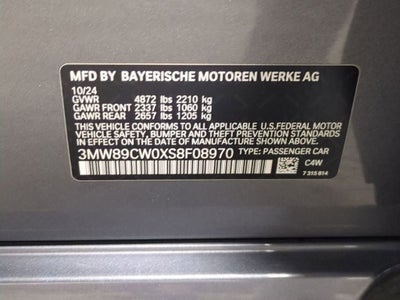 MFD BY BAYERISCHE MOTOREN WERKE AG
10/24
GVWR 4872 lbs 2210 kg
GAWR FRONT 2337 lbs 1060 kg
GAWR REAR 2657 lbs 1205 kg
THIS VEHICLE CONFORMS TO ALL APPLICABLE U.S.FEDERAL MOTOR
VEHICLE SAFETY, BUMPER, AND THEFT PREVENTION STANDARDS
IN EFFECT ON THE DATE OF MANUFACTURE SHOWN ABOVE.
3MW89CW0XS8F08970 TYPE: PASSENGER CAR
C4W
7 315 614